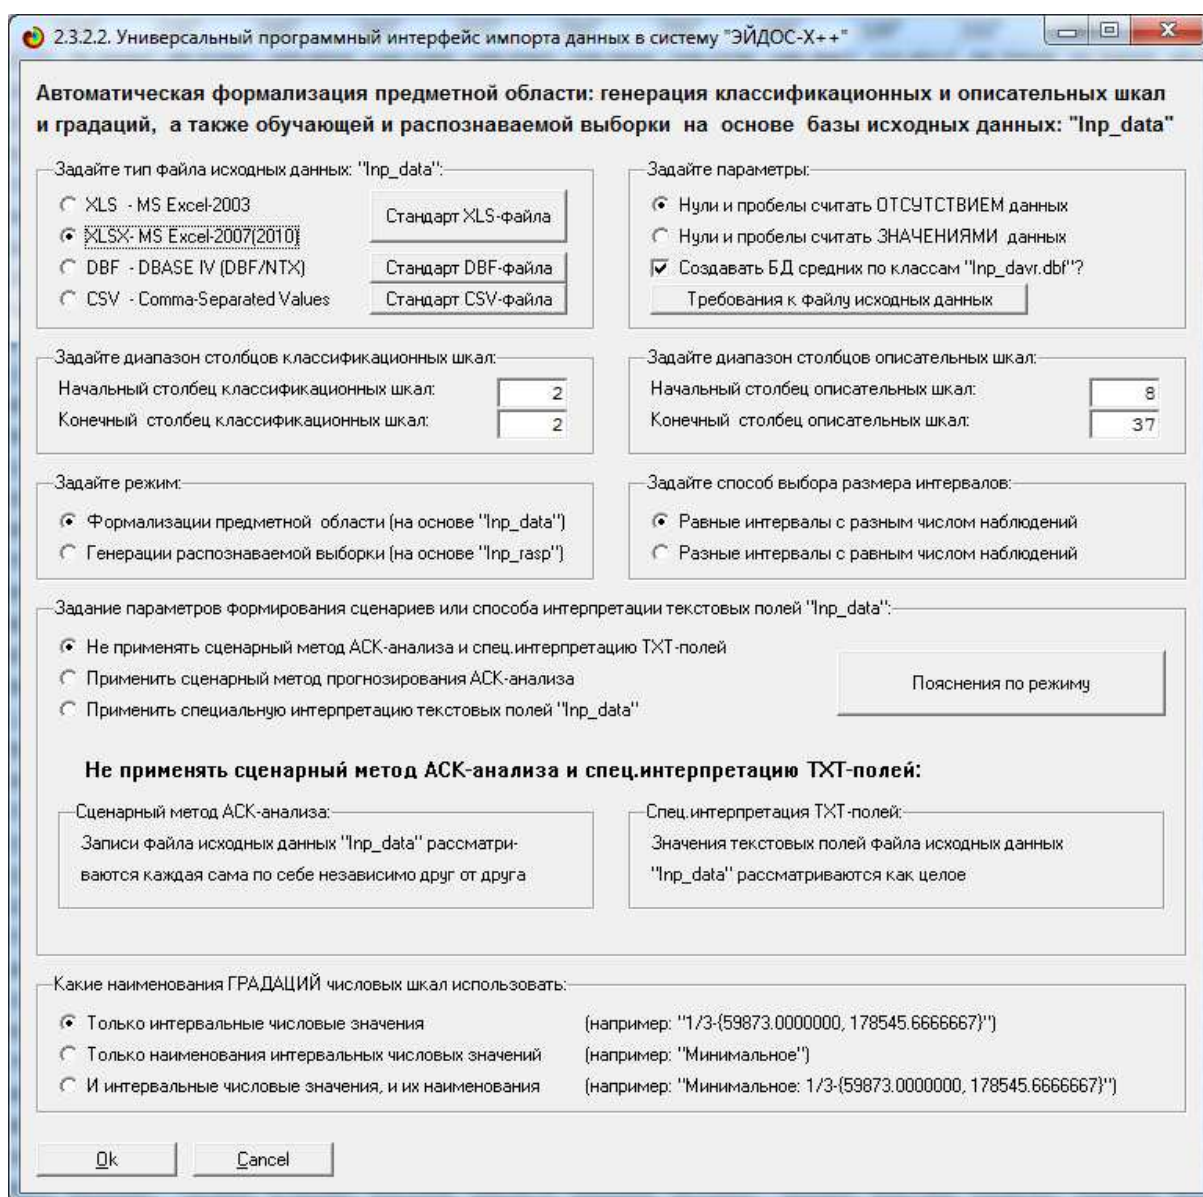 2.3.2.2. Универсальный программный интерфейс импорта данных в систему "ЭЙДОС-X++"
Автоматическая формализация предметной области: генерация классификационных и описательных шкал
и градаций, а также обучающей и распознаваемой выборки на основе базы исходных данных: "Inp_data"
Задайте тип файла исходных данных: "Inp_data":
XLS - MS Excel-2003
Стандарт XLS-файла
XLSX- MS Excel-2007(2010)
DBF - DBASE IV (DBF/NTX)
Стандарт DBF-файла
CSV - Comma-Separated Values
Стандарт CSV-файла
Задайте параметры:
Нули и пробелы считать ОТСУТСТВИЕМ данных
Нули и пробелы считать ЗНАЧЕНИЯМИ данных
Создавать БД средних по классам "Inp_davr.dbf"?
Требования к файлу исходных данных
Задайте диапазон столбцов классификационных шкал:
Начальный столбец классификационных шкал: 2
Конечный столбец классификационных шкал: 2
Задайте диапазон столбцов описательных шкал:
Начальный столбец описательных шкал: 8
Конечный столбец описательных шкал: 37
Задайте режим:
Формализации предметной области (на основе "Inp_data")
Генерации распознаваемой выборки (на основе "Inp_rasp")
Задайте способ выбора размера интервалов:
Равные интервалы с разным числом наблюдений
Разные интервалы с равным числом наблюдений
Задание параметров формирования сценариев или способа интерпретации текстовых полей "Inp_data":
Не применять сценарный метод АСК-анализа и спец.интерпретацию TXT-полей
Применить сценарный метод прогнозирования АСК-анализа
Применить специальную интерпретацию текстовых полей "Inp_data"
Пояснения по режиму
Не применять сценарный метод АСК-анализа и спец.интерпретацию TXT-полей:
Сценарный метод АСК-анализа:
Записи файла исходных данных "Inp_data" рассматри-
ваются каждая сама по себе независимо друг от друга
Спец.интерпретация TXT-полей:
Значения текстовых полей файла исходных данных
"Inp_data" рассматриваются как целое
Какие наименования ГРАДАЦИЙ числовых шкал использовать:
Только интервальные числовые значения (например: "1/3-{59873.0000000, 178545.6666667}")
Только наименования интервальных числовых значений (например: "Минимальное")
И интервальные числовые значения, и их наименования (например: "Минимальное: 1/3-{59873.0000000, 178545.6666667}")
Ok
Cancel